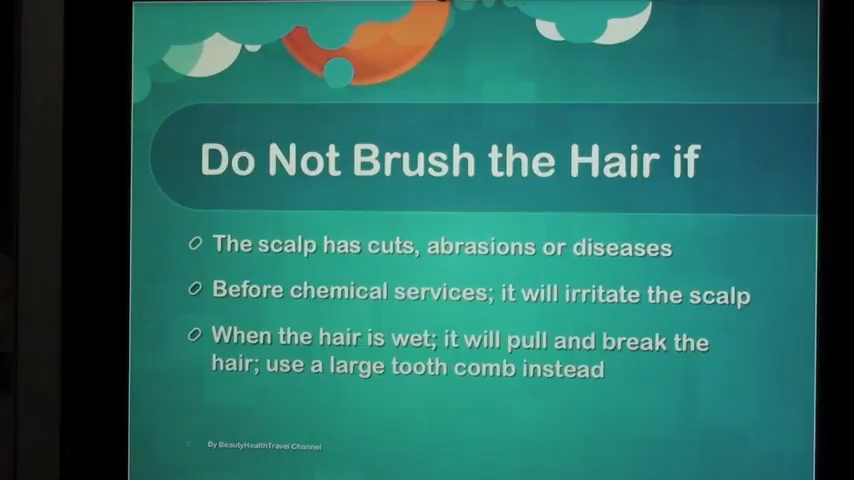 Do Not Brush the Hair if
The scalp has cuts, abrasions or diseases
Before chemical services; it will irritate the scalp
When the hair is wet; it will pull and break the
hair; use a large tooth comb instead
By BeautyHealthTravel Channel